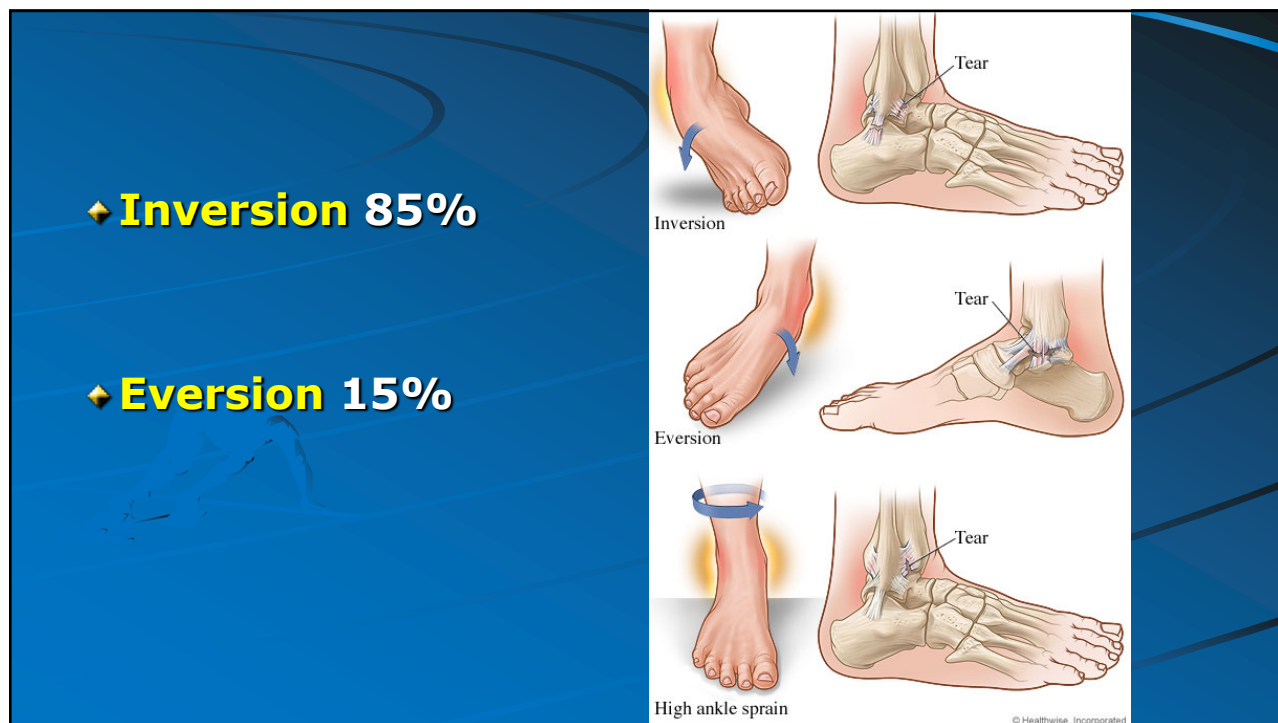 Inversion 85%
Eversion 15%
Tear
Inversion
Tear
Eversion
Tear
High ankle sprain
© Healthwise, Incorporated